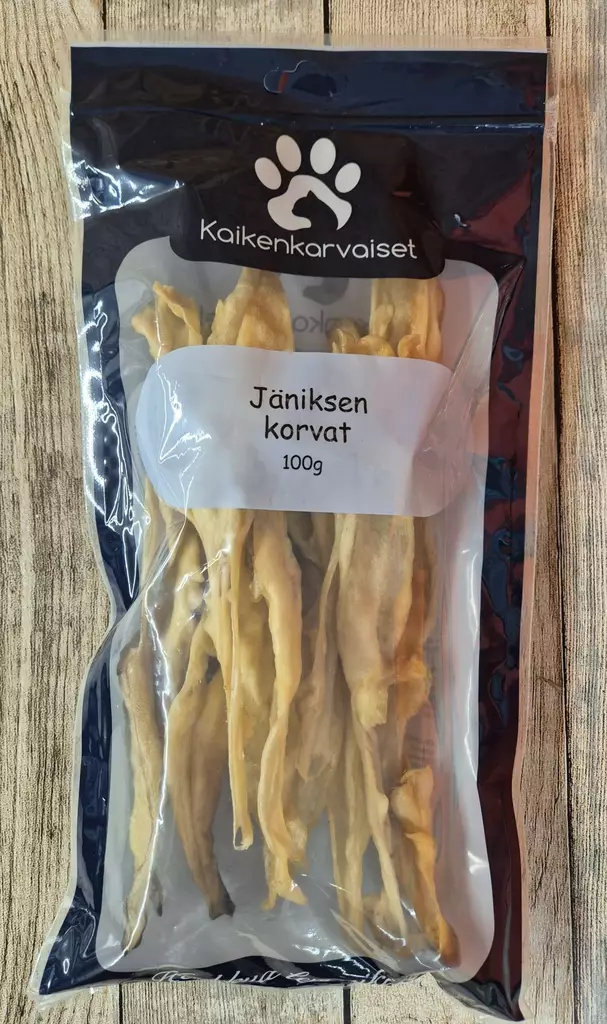 Kaikenkarvaiset
Jäniksen
korvat
100g